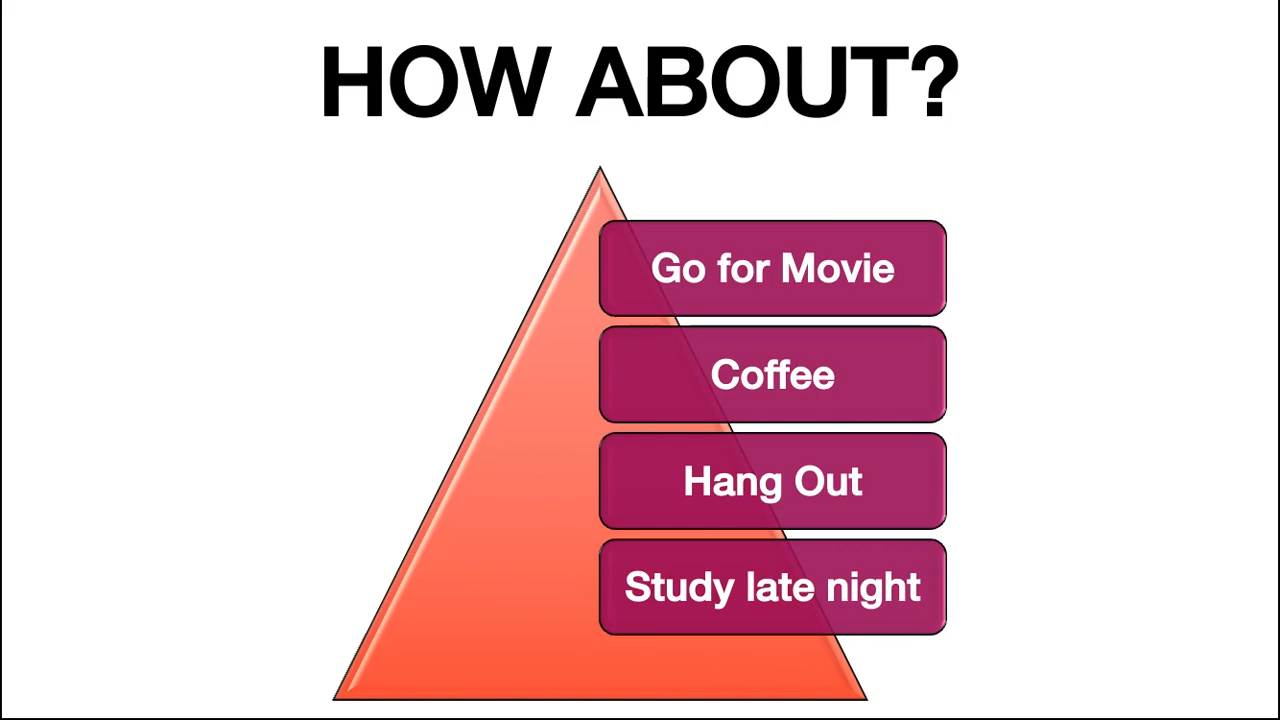 HOW ABOUT?
Go for Movie
Coffee
Hang Out
Study late night